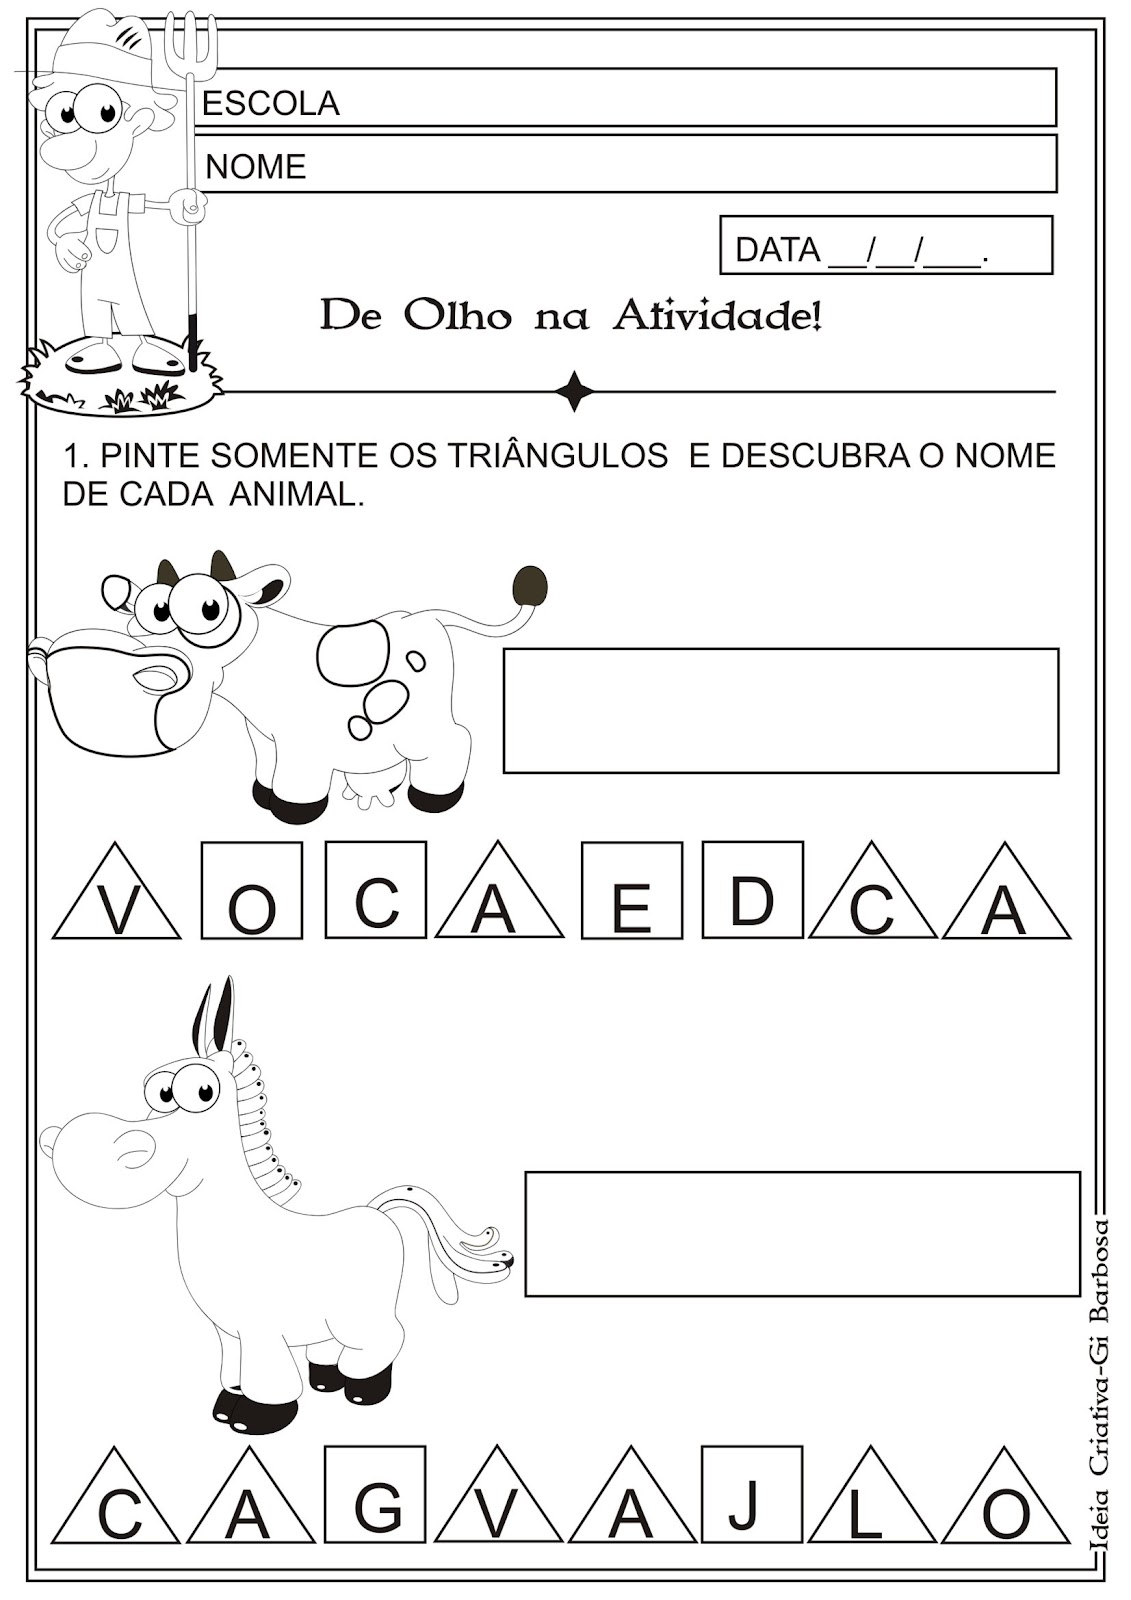 ESCOLA
NOME
DATA __/__/___.
De Olho na Atividade!
1. PINTE SOMENTE OS TRIÂNGULOS E DESCUBRA O NOME
DE CADA ANIMAL.
V O C A E D C A
C A G V A J L O
Ideia Criativa-Gi Barbosa